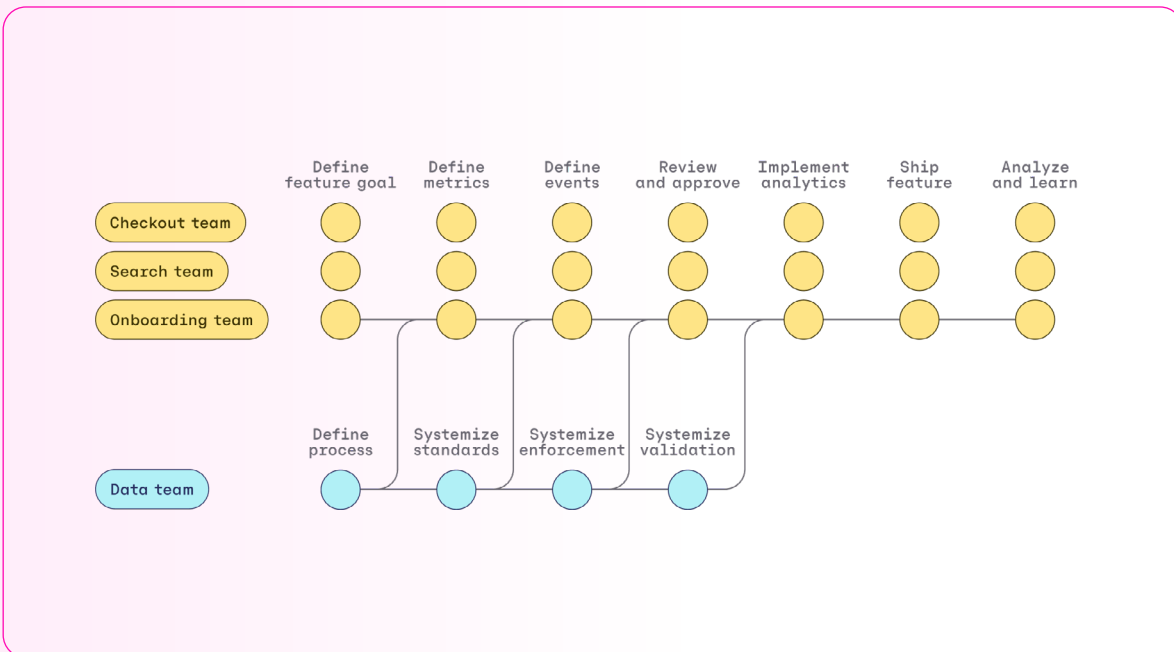 Define
feature goal
Define
metrics
Define
events
Review
and approve
Implement
analytics
Ship
feature
Analyze
and learn
Checkout team
Search team
Onboarding team
Define
process
Systemize
standards
Systemize
enforcement
Systemize
validation
Data team